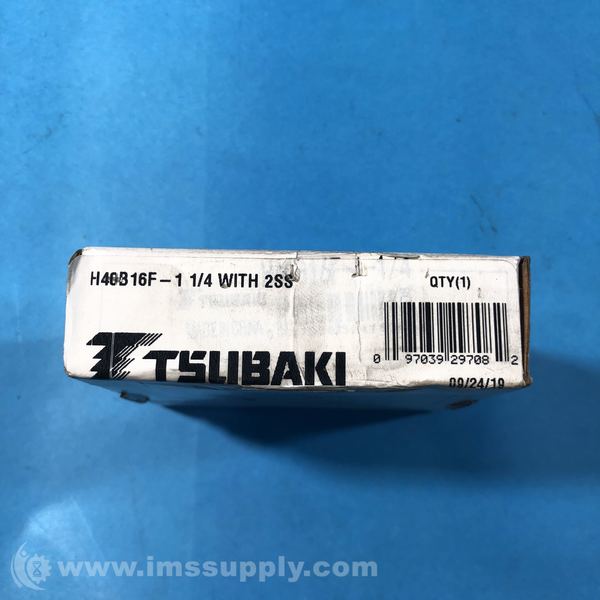 H40B16F-1 1/4 WITH 2SS
QTY(1)
TSUBAKI
0 97039 29708 2
09/24/19
www.imssupply.com